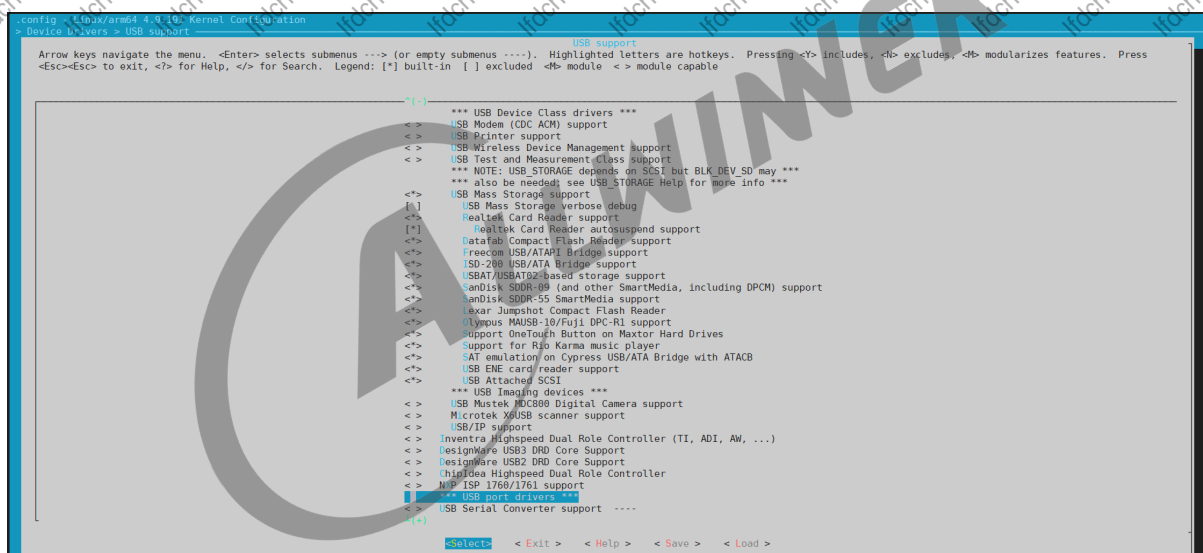 .config - Linux/arm64 4.9.191 Kernel Configuration
> Device Drivers > USB support
USB support
Arrow keys navigate the menu. <Enter> selects submenus ---> (or empty submenus ----). Highlighted letters are hotkeys. Pressing <Y> includes, <N> excludes, <M> modularizes features. Press
<Esc><Esc> to exit, <?> for Help, </> for Search. Legend: [*] built-in [ ] excluded <M> module < > module capable
^(-)
*** USB Device Class drivers ***
< > USB Modem (CDC ACM) support
< > USB Printer support
< > USB Wireless Device Management support
< > USB Test and Measurement Class support
*** NOTE: USB_STORAGE depends on SCSI but BLK_DEV_SD may ***
*** also be needed; see USB_STORAGE Help for more info ***
<*> USB Mass Storage support
[ ] USB Mass Storage verbose debug
<*> Realtek Card Reader support
[*] Realtek Card Reader autosuspend support
<*> Datafab Compact Flash Reader support
<*> Freecom USB/ATAPI Bridge support
<*> ISD-200 USB/ATA Bridge support
<*> USBAT/USBAT02-based storage support
<*> SanDisk SDDR-09 (and other SmartMedia, including DPCM) support
<*> SanDisk SDDR-55 SmartMedia support
<*> Lexar Jumpshot Compact Flash Reader
<*> Olympus MAUSB-10/Fuji DPC-R1 support
<*> Support OneTouch Button on Maxtor Hard Drives
<*> Support for Rio Karma music player
<*> SAT emulation on Cypress USB/ATA Bridge with ATACB
<*> USB ENE card reader support
<*> USB Attached SCSI
*** USB Imaging devices ***
< > USB Mustek MDC800 Digital Camera support
< > Microtek X6USB scanner support
< > USB/IP support
< > Inventra Highspeed Dual Role Controller (TI, ADI, AW, ...)
< > DesignWare USB3 DRD Core Support
< > DesignWare USB2 DRD Core Support
< > ChipIdea Highspeed Dual Role Controller
< > NXP ISP 1760/1761 support
*** USB port drivers ***
< > USB Serial Converter support ----
v(+)
<Select> < Exit > < Help > < Save > < Load >
ALLWINNER